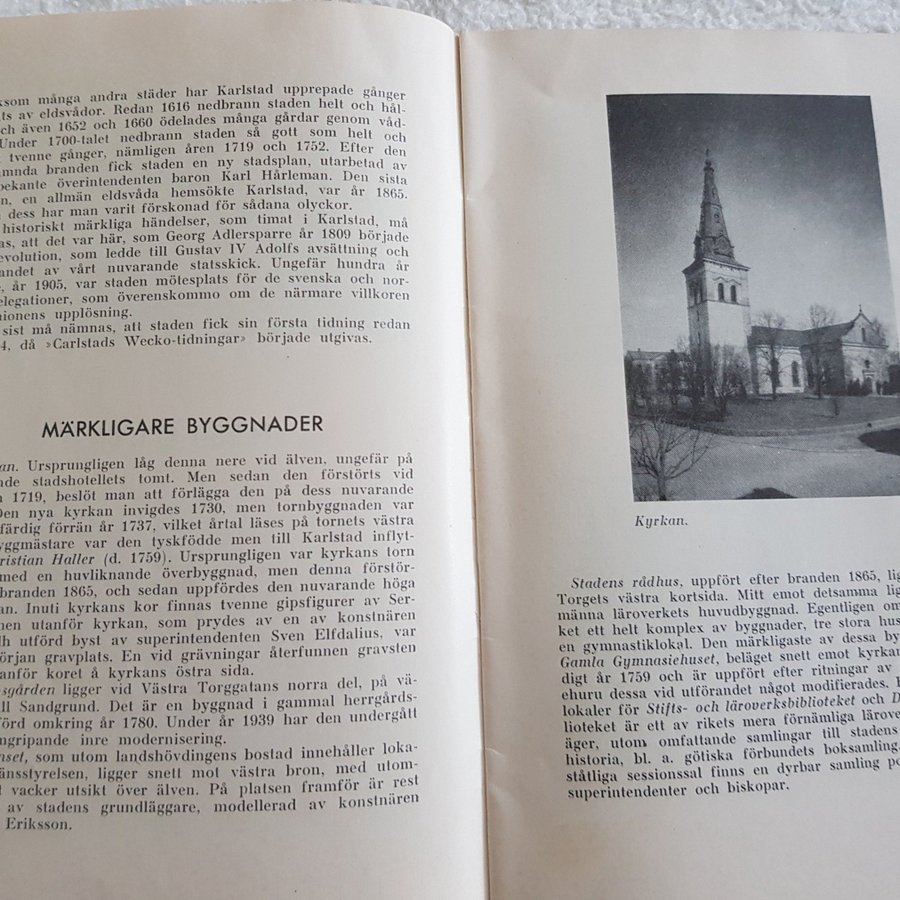 som många andra städer har Karlstad upprepade gånger
ts av eldsvådor. Redan 1616 nedbrann staden helt och hål-
ch även 1652 och 1660 ödelades många gårdar genom våd-
Under 1700-talet nedbrann staden så gott som helt och
tvenne gånger, nämligen åren 1719 och 1752. Efter den
ämnda branden fick staden en ny stadsplan, utarbetad av
bekante överintendenten baron Karl Hårleman. Den sista
n, en allmän eldsvåda hemsökte Karlstad, var år 1865.
dess har man varit förskonad för sådana olyckor.
historiskt märkliga händelser, som timat i Karlstad, må
as, att det var här, som Georg Adlersparre år 1809 började
evolution, som ledde till Gustav IV Adolfs avsättning och
andet av vårt nuvarande statsskick. Ungefär hundra år
, år 1905, var staden mötesplats för de svenska och nor-
elegationer, som överenskommo om de närmare villkoren
nionens upplösning.
sist må nämnas, att staden fick sin första tidning redan
4, då »Carlstads Wecko-tidningar» började utgivas.
MÄRKLIGARE BYGGNADER
an. Ursprungligen låg denna nere vid älven, ungefär på
nde stadshotellets tomt. Men sedan den förstörts vid
n 1719, beslöt man att förlägga den på dess nuvarande
Den nya kyrkan invigdes 1730, men tornbyggnaden var
färdig förrän år 1737, vilket årtal läses på tornets västra
yggmästare var den tyskfödde men till Karlstad inflyt-
ristian Haller (d. 1759). Ursprungligen var kyrkans torn
med en huvliknande överbyggnad, men denna förstör-
branden 1865, och sedan uppfördes den nuvarande höga
an. Inuti kyrkans kor finnas tvenne gipsfigurer av Ser-
men utanför kyrkan, som prydes av en av konstnären
lh utförd byst av superintendenten Sven Elfdalius, var
örjan gravplats. En vid grävningar återfunnen gravsten
anför koret å kyrkans östra sida.
sgården ligger vid Västra Torggatans norra del, på vä-
ill Sandgrund. Det är en byggnad i gammal herrgårds-
förd omkring år 1780. Under år 1939 har den undergått
ngripande inre modernisering.
nset, som utom landshövdingens bostad innehåller loka-
änsstyrelsen, ligger snett mot västra bron, med utom-
t vacker utsikt över älven. På platsen framför är rest
av stadens grundläggare, modellerad av konstnären
Eriksson.
Kyrkan.
Stadens rådhus, uppfört efter branden 1865, lig
Torgets västra kortsida. Mitt emot detsamma lig
männa läroverkets huvudbyggnad. Egentligen om
ket ett helt komplex av byggnader, tre stora hus
en gymnastiklokal. Den märkligaste av dessa by
Gamla Gymnasiehuset, beläget snett emot kyrkan
digt år 1759 och är uppfört efter ritningar av
ehuru dessa vid utförandet något modifierades.
lokaler för Stifts- och läroverksbiblioteket och D
lioteket är ett av rikets mera förnämliga lärove
äger, utom omfattande samlingar till stadens
historia, bl. a. götiska förbundets boksamling.
ståtliga sessionssal finns en dyrbar samling po
superintendenter och biskopar.